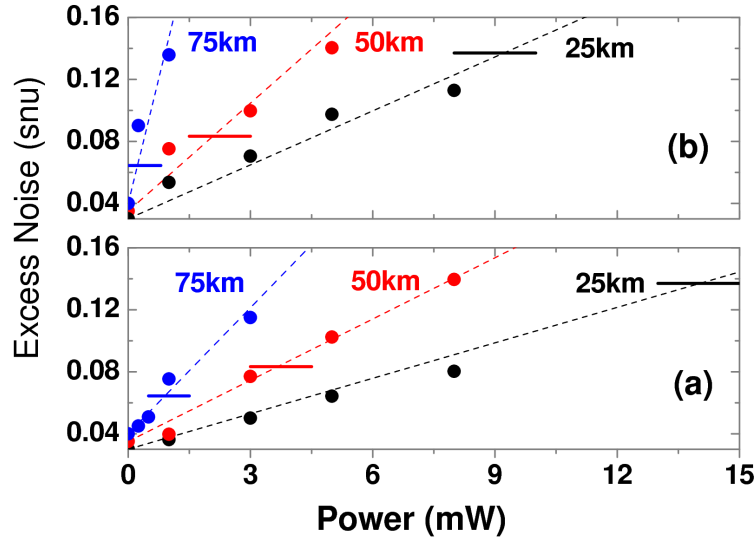 0.16
75km
50km
25km
0.12
0.08
(b)
0.04
Excess Noise (snu)
0.16
75km
50km
25km
0.12
0.08
(a)
0.04
0 3 6 9 12 15
Power (mW)